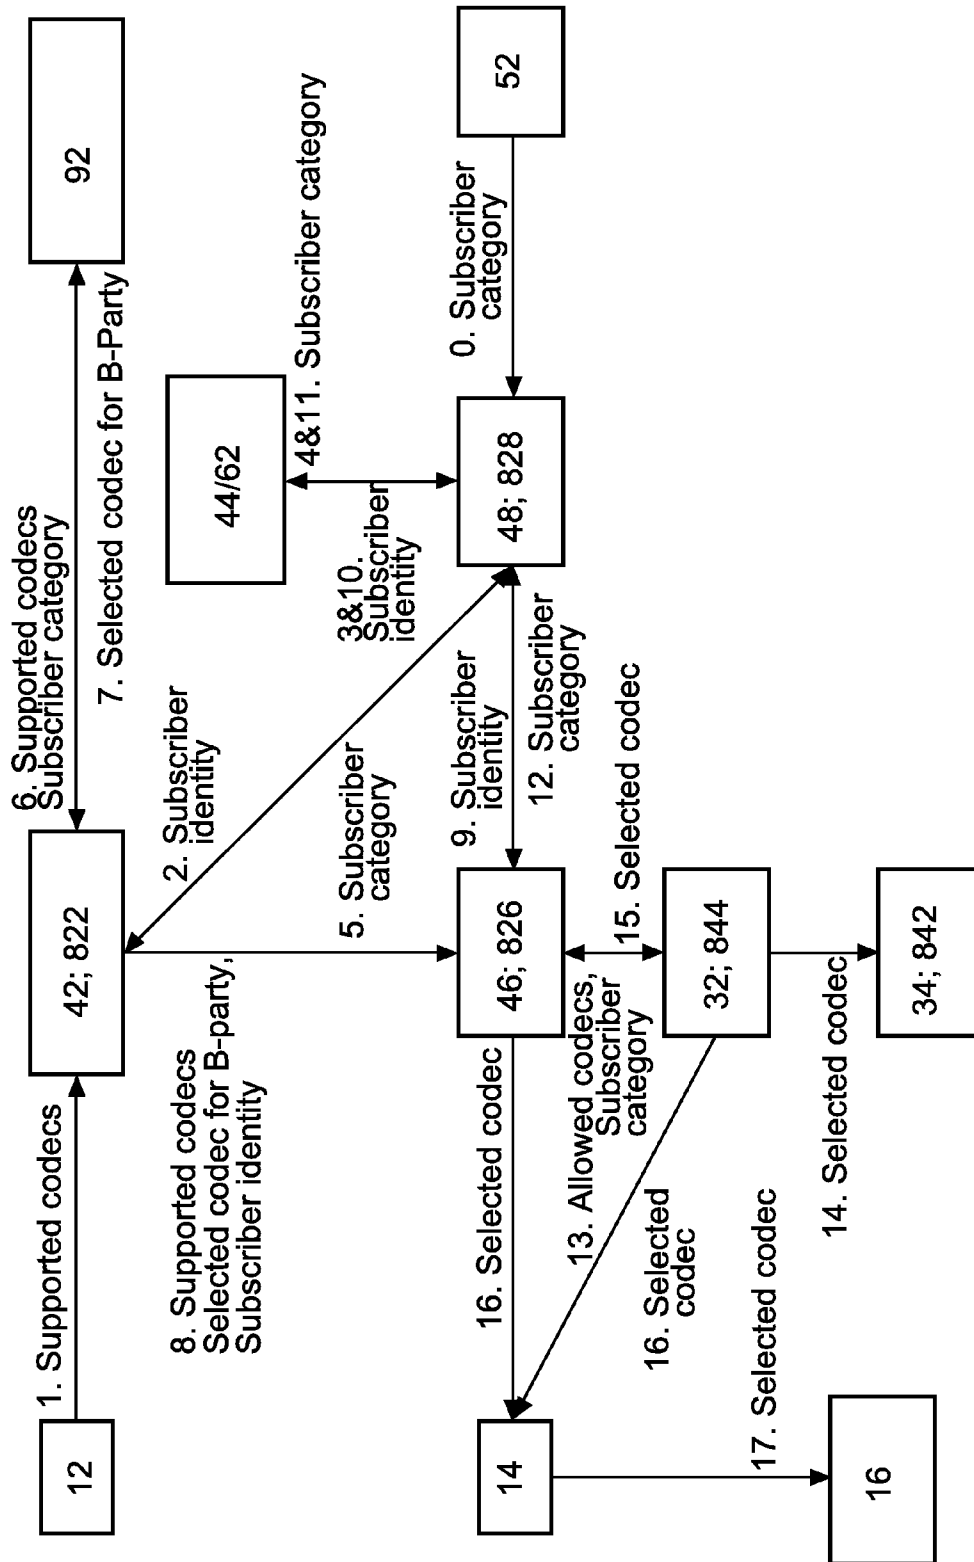 12
1. Supported codecs
42; 822
6. Supported codecs
Subscriber category
7. Selected codec for B-Party
92
2. Subscriber
identity
44/62
3&10.
Subscriber
identity
4&11. Subscriber category
8. Supported codecs
Selected codec for B-party,
Subscriber identity
5. Subscriber
category
14
16. Selected codec
46; 826
9. Subscriber
identity
12. Subscriber
category
48; 828
0. Subscriber
category
52
13. Allowed codecs,
Subscriber
category
15. Selected codec
16. Selected
codec
32; 844
17. Selected codec
14. Selected codec
16
34; 842